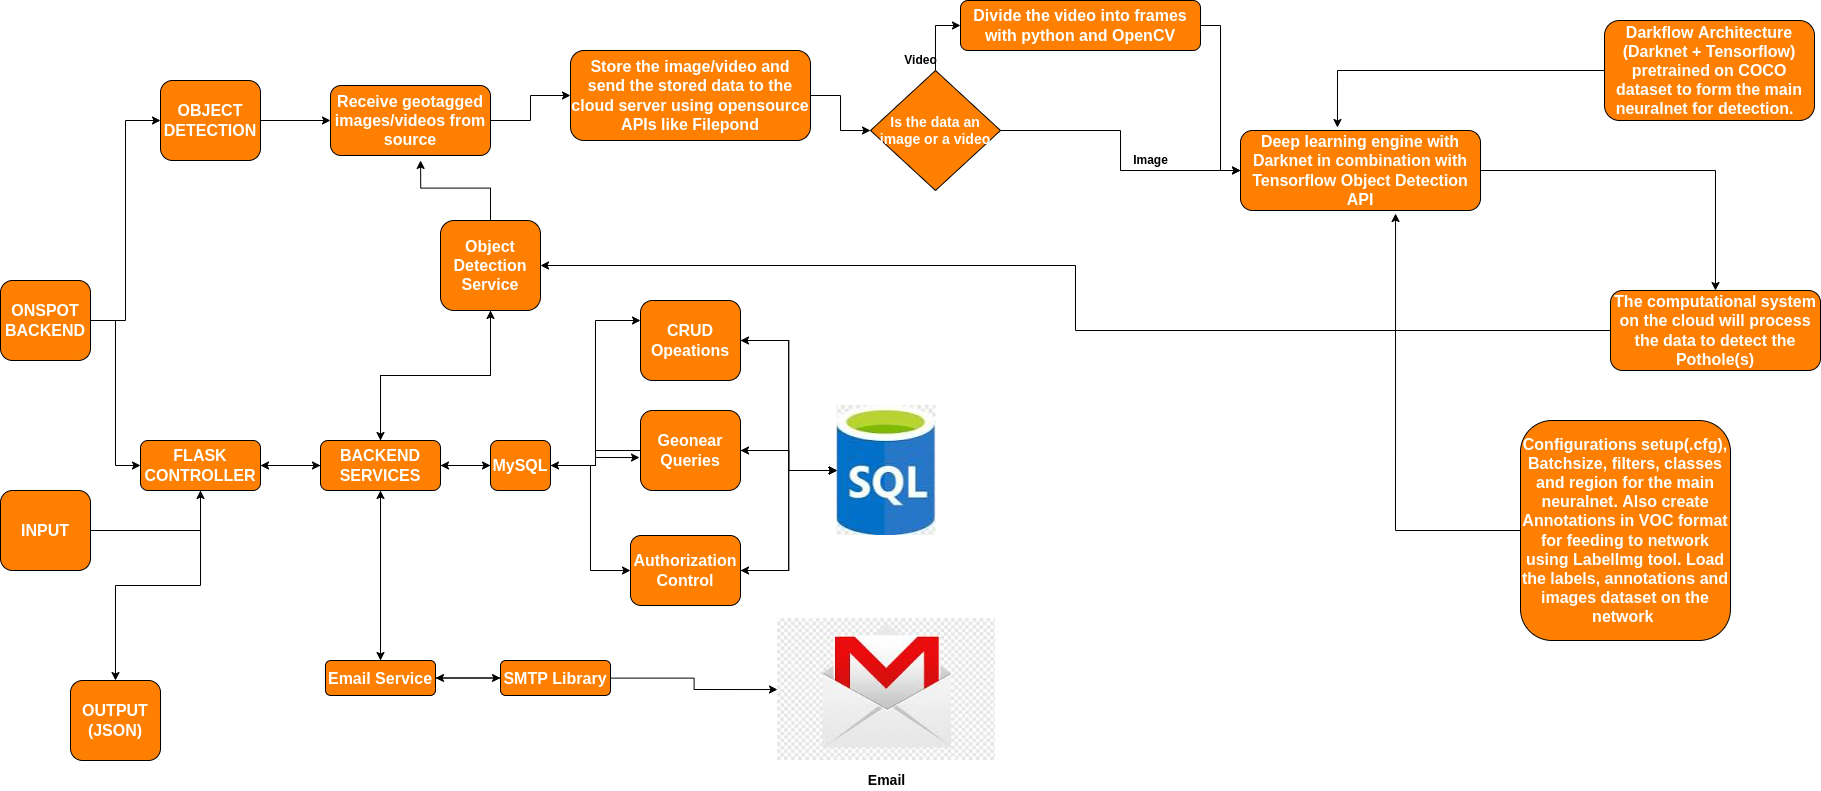 Divide the video into frames
with python and OpenCV
Darkflow Architecture
(Darknet + Tensorflow)
pretrained on COCO
dataset to form the main
neuralnet for detection.
Video
Store the image/video and
send the stored data to the
cloud server using opensource
APIs like Filepond
OBJECT
DETECTION
Receive geotagged
images/videos from
source
Is the data an
image or a video
Image
Deep learning engine with
Darknet in combination with
Tensorflow Object Detection
API
Object
Detection
Service
ONSPOT
BACKEND
The computational system
on the cloud will process
the data to detect the
Pothole(s)
CRUD
Opeations
Geonear
Queries
FLASK
CONTROLLER
BACKEND
SERVICES
MySQL
SQL
INPUT
Authorization
Control
Configurations setup(.cfg),
Batchsize, filters, classes
and region for the main
neuralnet. Also create
Annotations in VOC format
for feeding to network
using LabelImg tool. Load
the labels, annotations and
images dataset on the
network
Email Service
SMTP Library
OUTPUT
(JSON)
Email